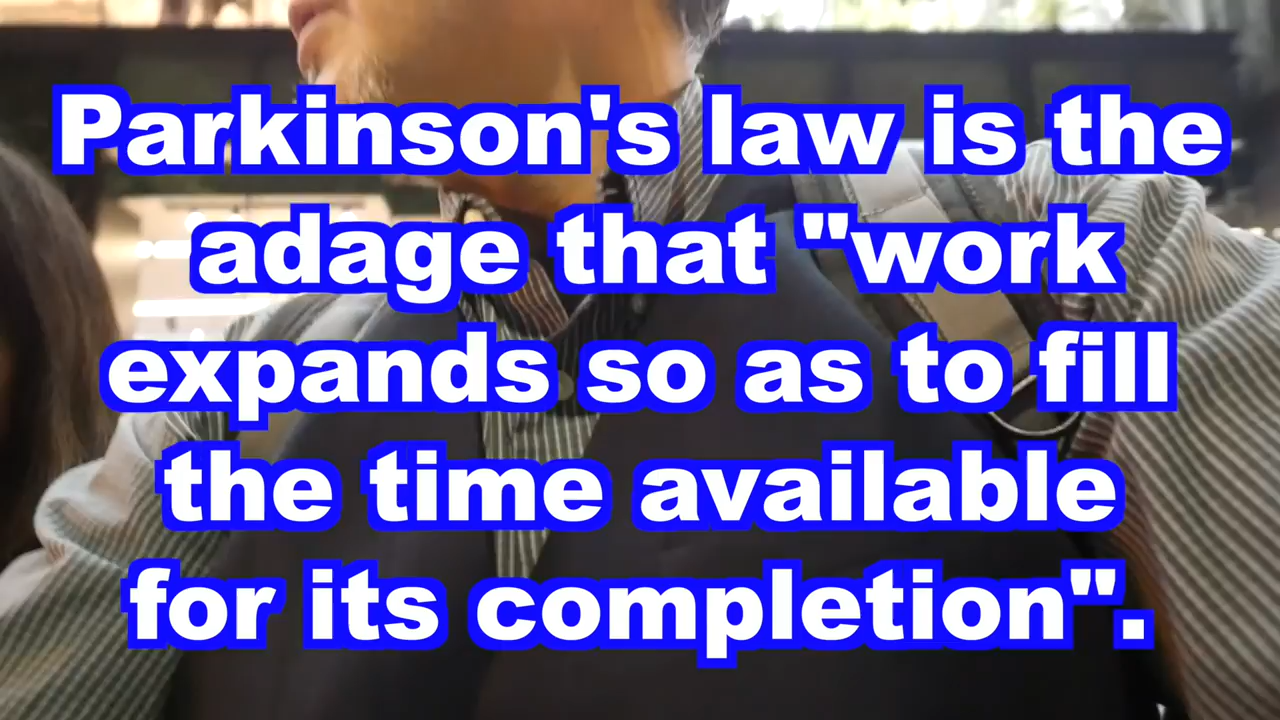 Parkinson's law is the
adage that "work
expands so as to fill
the time available
for its completion".